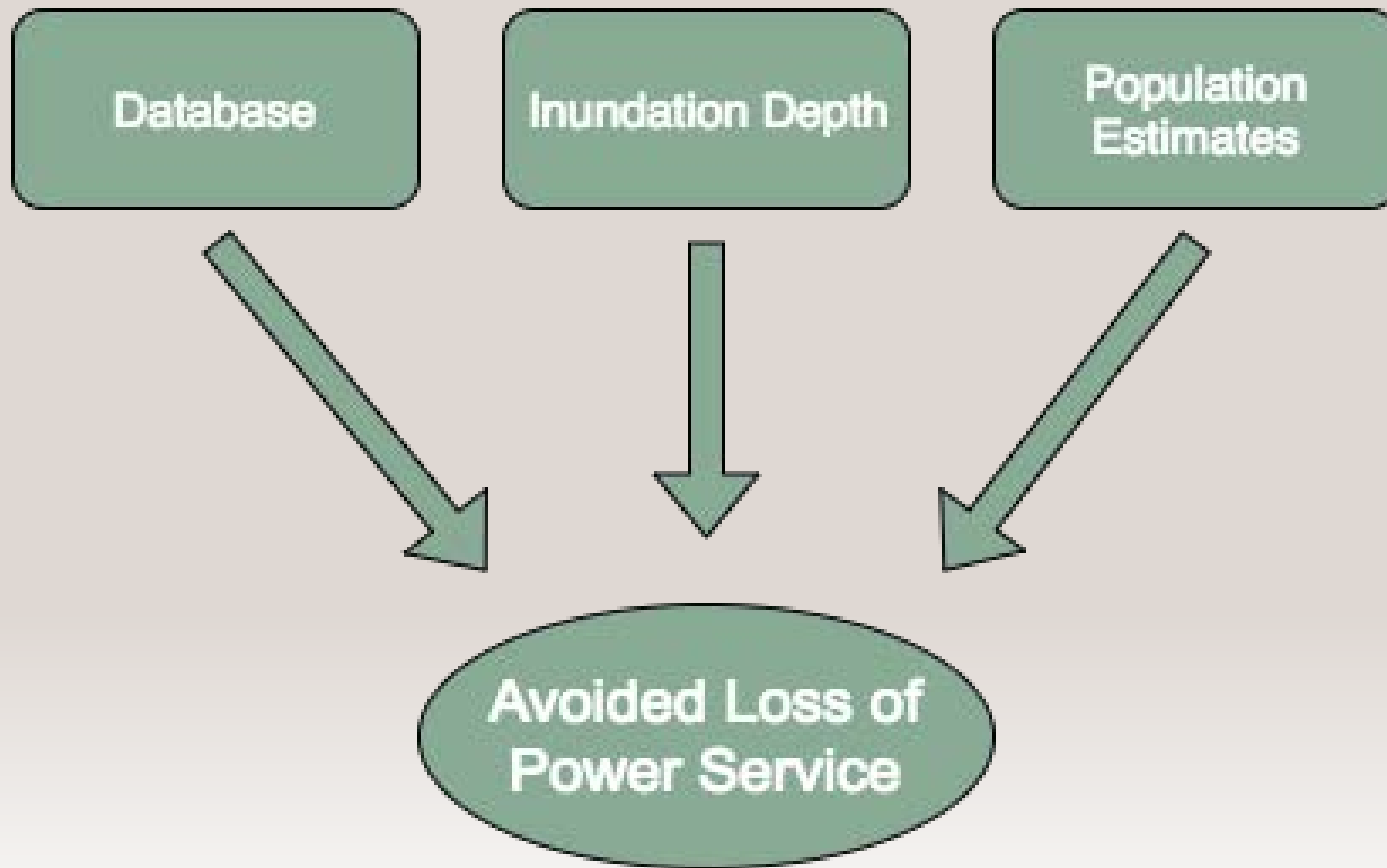 Database
Inundation Depth
Population
Estimates
Avoided Loss of
Power Service